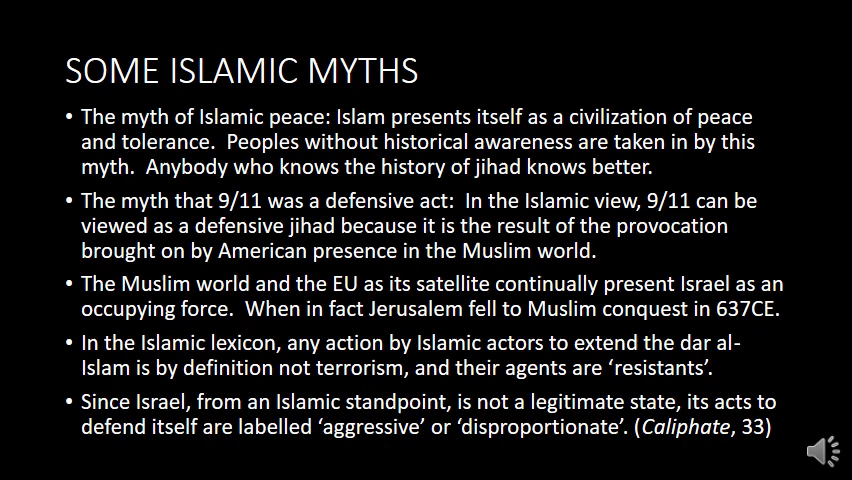 SOME ISLAMIC MYTHS
• The myth of Islamic peace: Islam presents itself as a civilization of peace
and tolerance.  Peoples without historical awareness are taken in by this
myth.  Anybody who knows the history of jihad knows better.
• The myth that 9/11 was a defensive act:  In the Islamic view, 9/11 can be
viewed as a defensive jihad because it is the result of the provocation
brought on by American presence in the Muslim world.
• The Muslim world and the EU as its satellite continually present Israel as an
occupying force.  When in fact Jerusalem fell to Muslim conquest in 637CE.
• In the Islamic lexicon, any action by Islamic actors to extend the dar al-
Islam is by definition not terrorism, and their agents are ‘resistants’.
• Since Israel, from an Islamic standpoint, is not a legitimate state, its acts to
defend itself are labelled ‘aggressive’ or ‘disproportionate’. (Caliphate, 33)